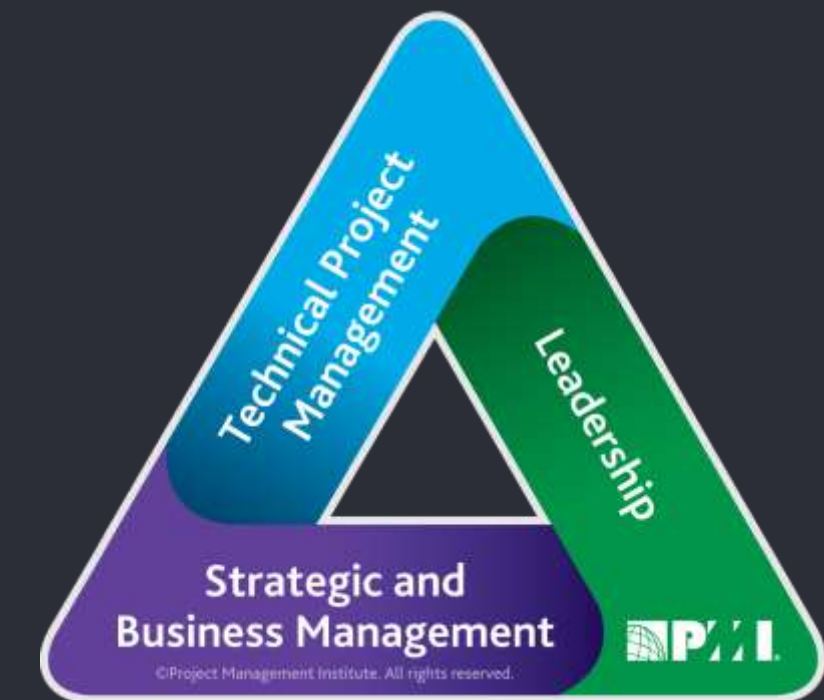 Technical Project
Management
Leadership
Strategic and
Business Management
PMI.
©Project Management Institute. All rights reserved.